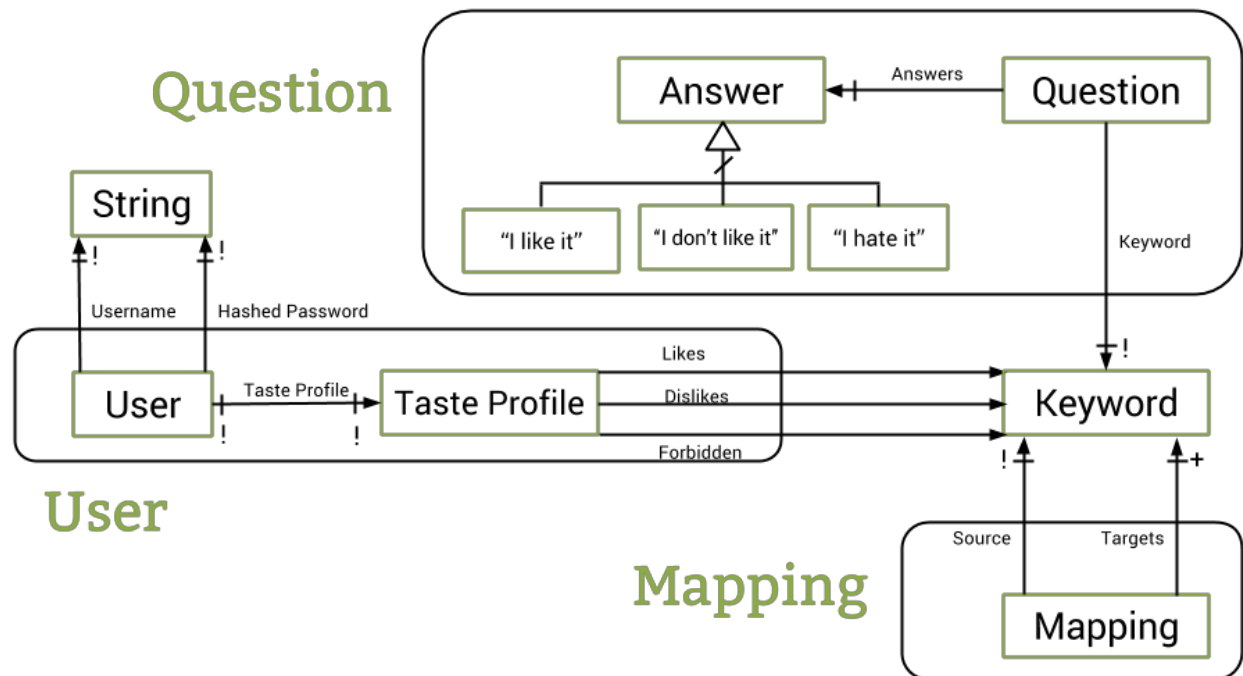 Question
Answer
Answers
Question
"I like it"
"I don't like it"
"I hate it"
Keyword
!
String
!
!
Username
Hashed Password
User
Taste Profile
!
!
Taste Profile
Likes
Dislikes
Forbidden
Keyword
!
+
User
Source
Targets
Mapping
Mapping